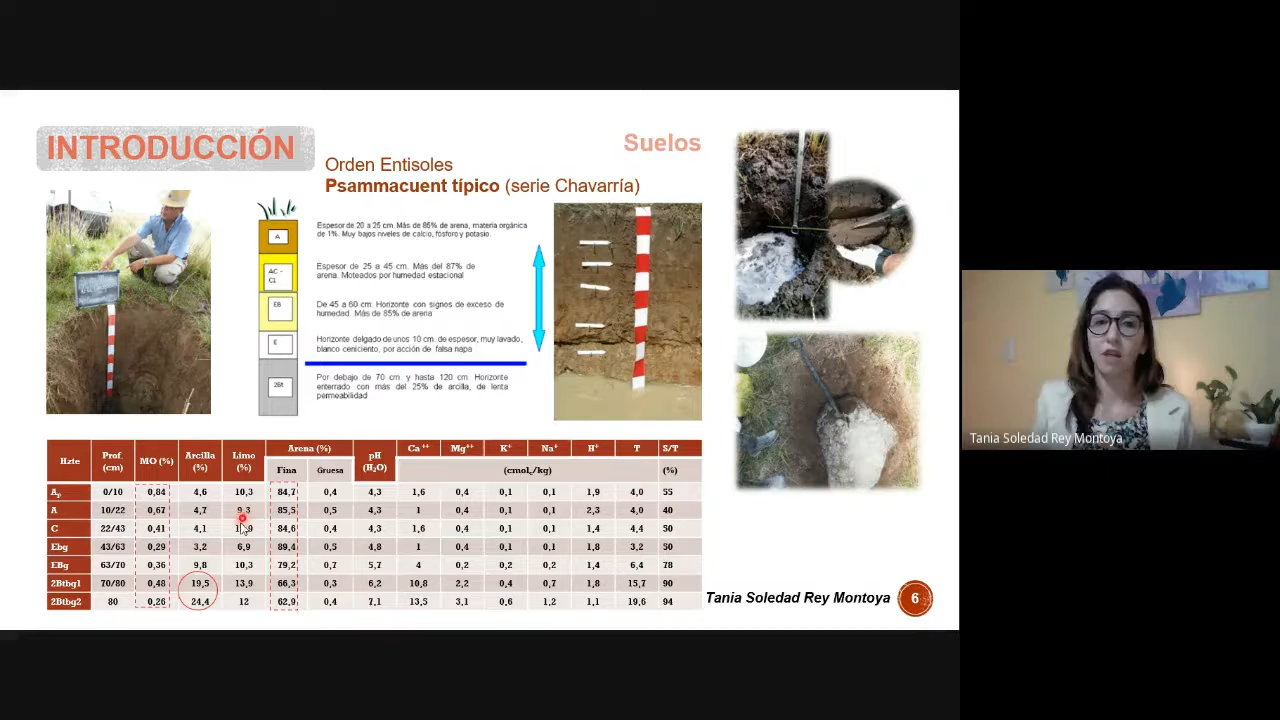 INTRODUCCIÓN
Suelos
Orden Entisoles
Psammacuent típico (serie Chavarría)
A
Espesor de 20 a 25 cm. Más de 85% de arena, materia orgánica
de 1%. Muy bajos niveles de calcio, fósforo y potasio.
AC -
C1
Espesor de 25 a 45 cm. Más del 87% de
arena. Moteados por humedad estacional
EB
De 45 a 60 cm: Horizonte con signos de exceso de
humedad. Más de 85% de arena
E
Horizonte delgado de unos 10 cm. de espesor, muy lavado,
blanco ceniciento, por acción de falsa napa
2Bt
Por debajo de 70 cm. y hasta 120 cm. Horizonte
enterrado con más del 25% de arcilla, de lenta
permeabilidad
Hzte Prof. (cm) MO (%) Arcilla (%) Limo (%) Arena (%) pH (H₂O) Ca⁺⁺ Mg⁺⁺ K⁺ Na⁺ H⁺ T S/T
Fina Gruesa (cmolc/kg) (%)
Ap 0/10 0,84 4,6 10,3 84,7 0,4 4,3 1,6 0,4 0,1 0,1 1,9 4,0 55
A 10/22 0,67 4,7 9,3 85,5 0,5 4,3 1 0,4 0,1 0,1 2,3 4,0 40
C 22/43 0,41 4,1 84,6 0,4 4,3 1,6 0,4 0,1 0,1 1,4 4,4 50
Ebg 43/63 0,29 3,2 6,9 89,4 0,5 4,8 1 0,4 0,1 0,1 1,8 3,2 50
EBg 63/70 0,36 9,8 10,3 79,2 0,7 5,7 4 0,2 0,2 0,2 1,4 6,4 78
2Btbg1 70/80 0,48 19,5 13,9 66,3 0,3 6,2 10,8 2,2 0,4 0,7 1,8 15,7 90
2Btbg2 80 0,26 24,4 12 62,9 0,4 7,1 13,5 3,1 0,6 1,2 1,1 19,6 94
Tania Soledad Rey Montoya
6
Tania Soledad Rey Montoya